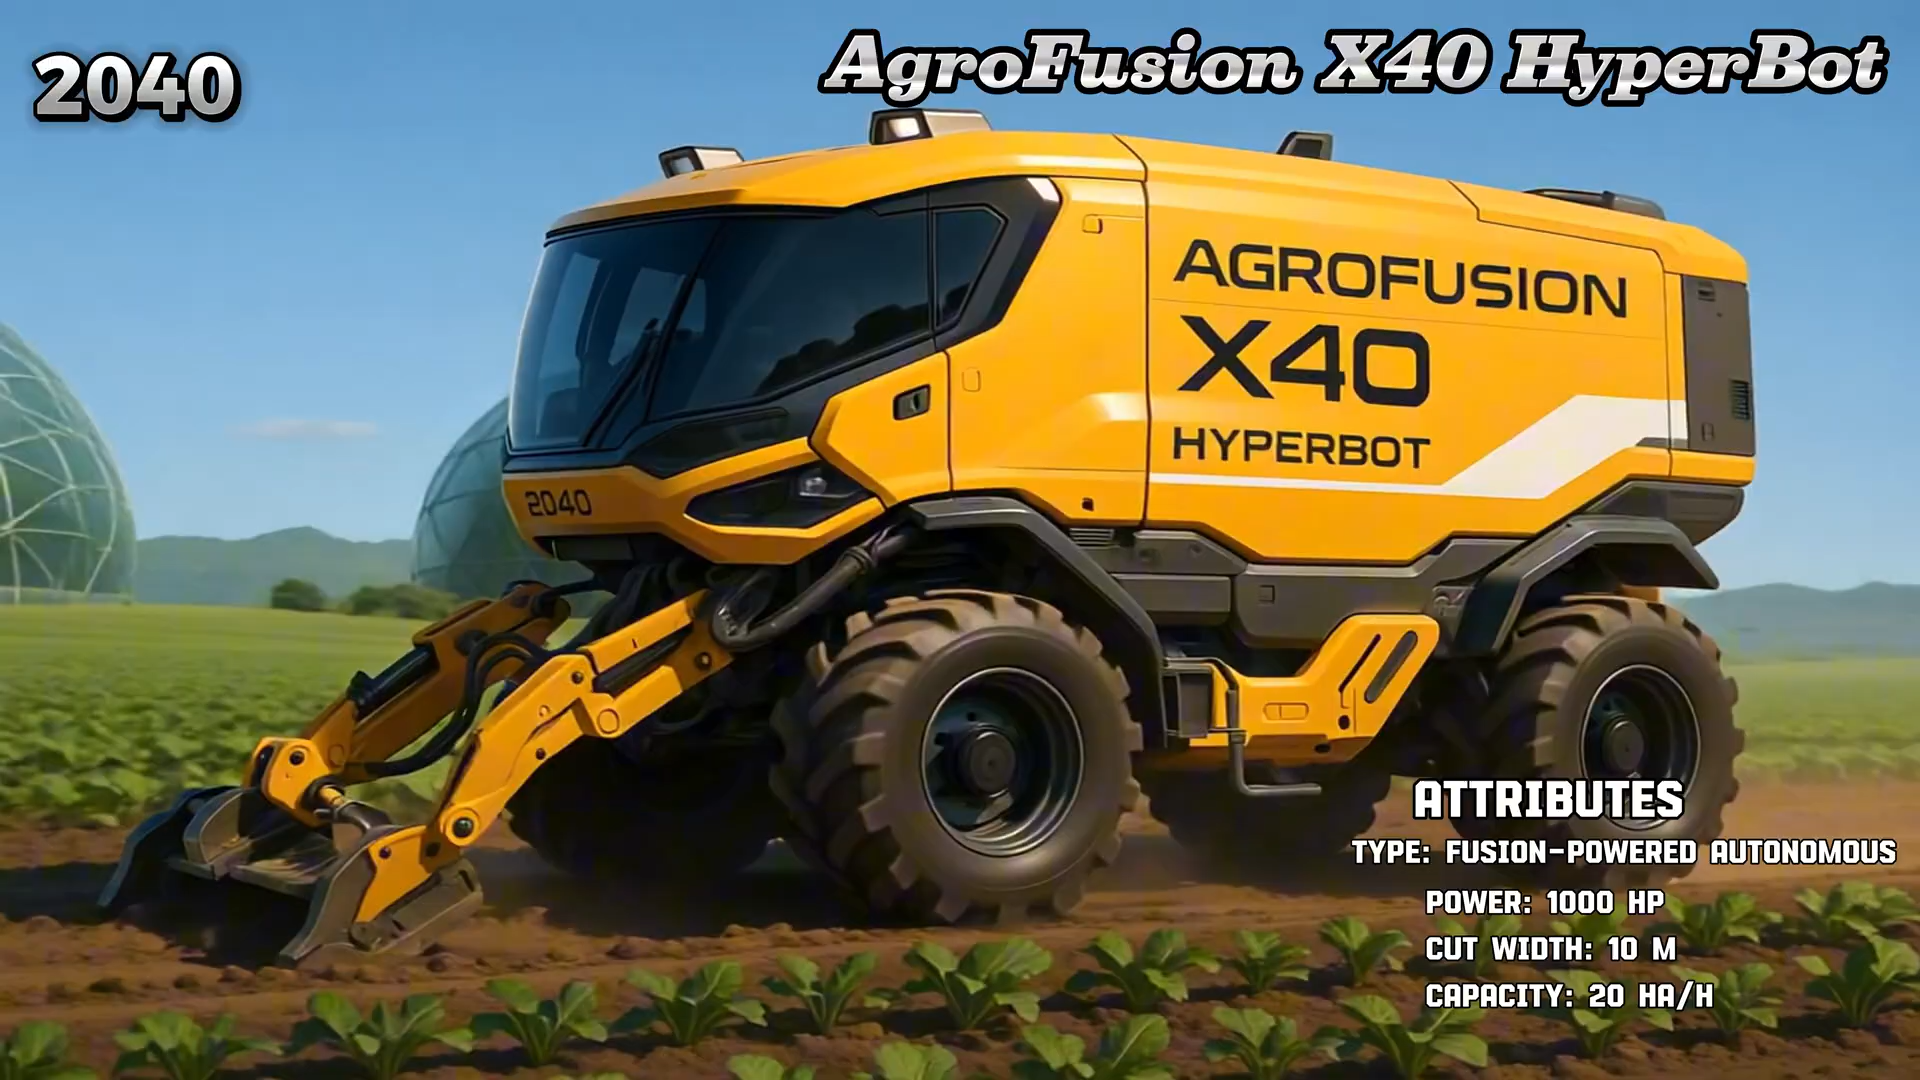 2040
AgroFusion X40 HyperBot
AGROFUSION
X40
HYPERBOT
2040
ATTRIBUTES
TYPE: FUSION-POWERED AUTONOMOUS
POWER: 1000 HP
CUT WIDTH: 10 M
CAPACITY: 20 HA/H